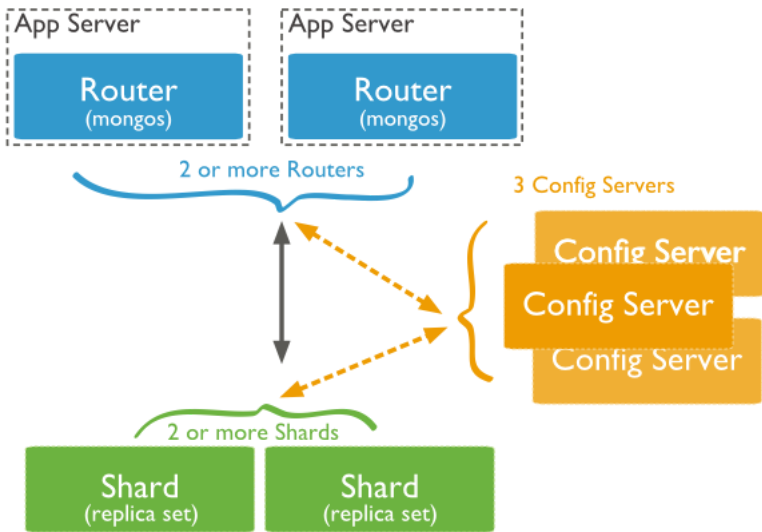 App Server
App Server
Router
(mongos)
Router
(mongos)
2 or more Routers
3 Config Servers
Config Server
Config Server
Config Server
2 or more Shards
Shard
(replica set)
Shard
(replica set)